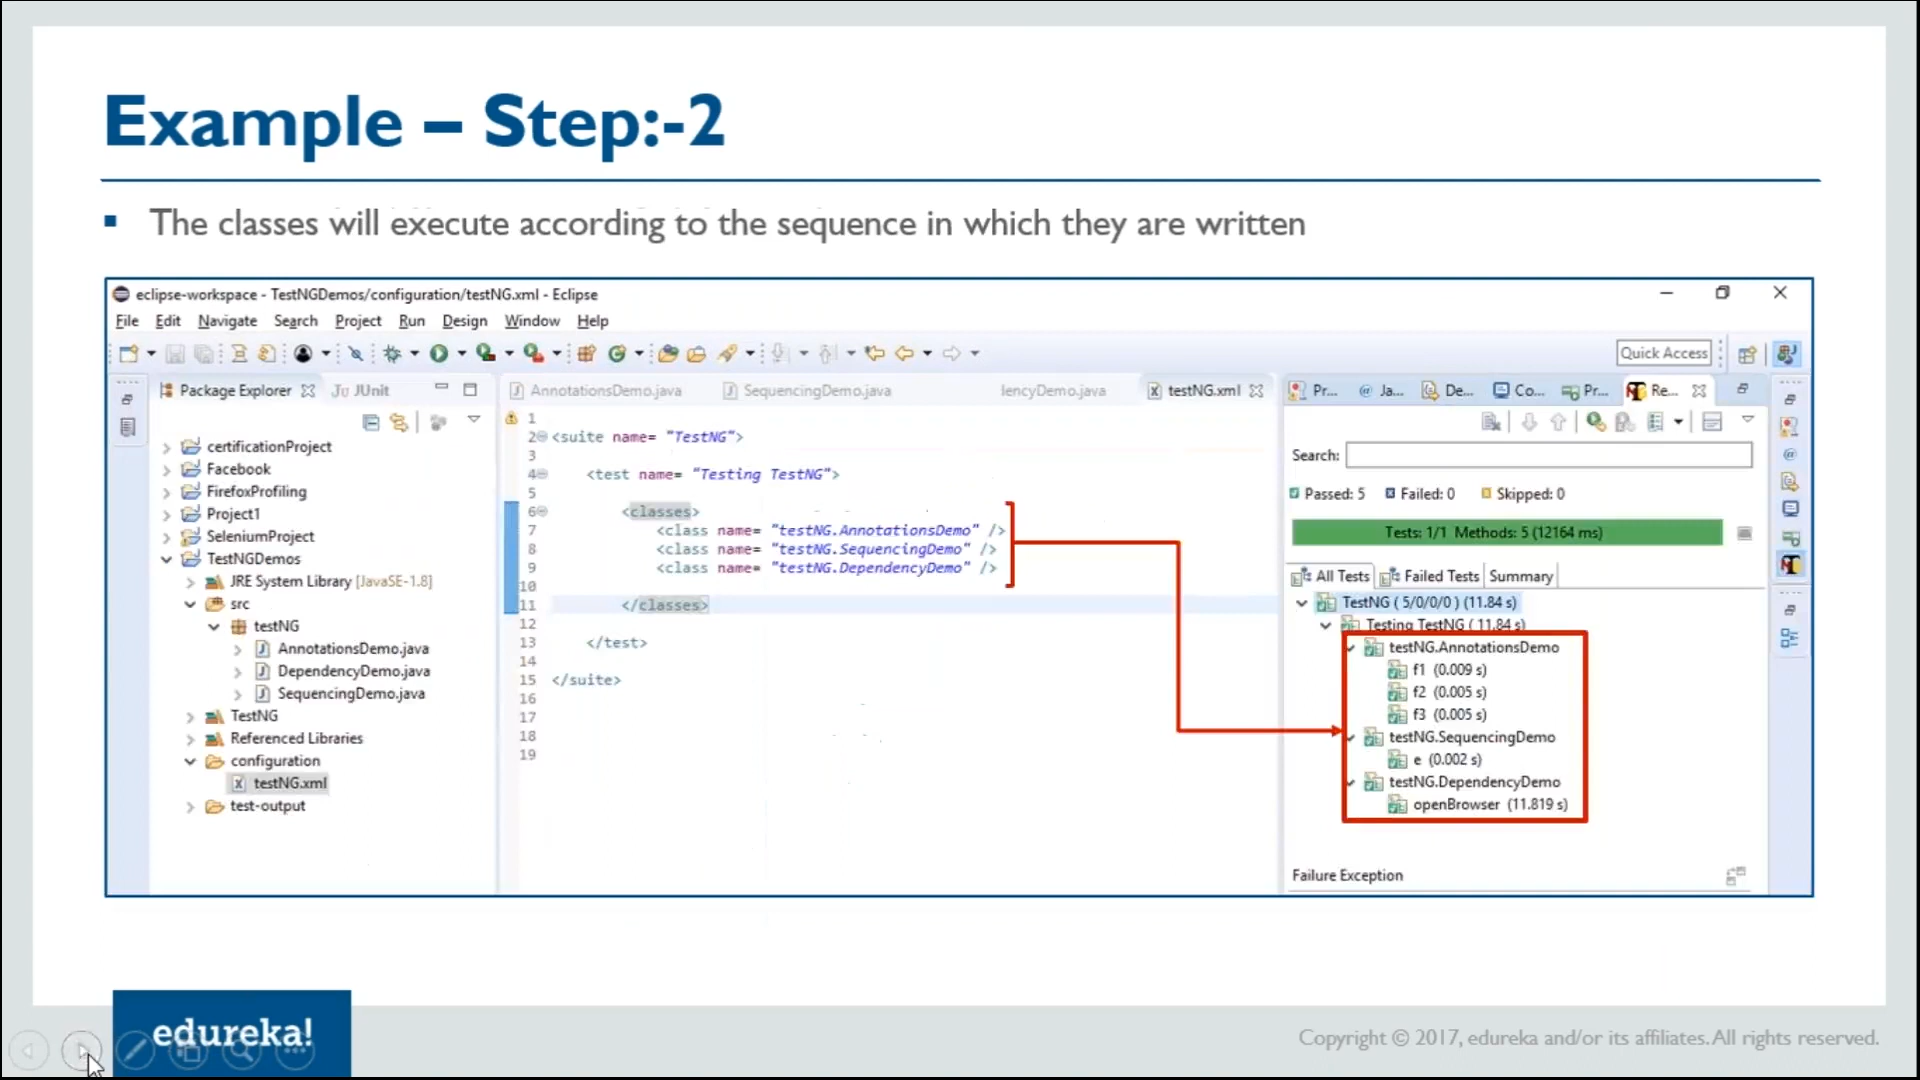 Example – Step:-2
▪ The classes will execute according to the sequence in which they are written
eclipse-workspace - TestNGDemos/configuration/testNG.xml - Eclipse
File Edit Navigate Search Project Run Design Window Help
Quick Access
Package Explorer JUnit
AnnotationsDemo.java SequencingDemo.java lencyDemo.java testNG.xml
Pr... Ja... De... Co... Pr... Re...
certificationProject
Facebook
FirefoxProfiling
Project1
SeleniumProject
TestNGDemos
JRE System Library [JavaSE-1.8]
src
testNG
AnnotationsDemo.java
DependencyDemo.java
SequencingDemo.java
TestNG
Referenced Libraries
configuration
testNG.xml
test-output
1
2 <suite name= "TestNG">
3
4 <test name= "Testing TestNG">
5
6 <classes>
7 <class name= "testNG.AnnotationsDemo" />
8 <class name= "testNG.SequencingDemo" />
9 <class name= "testNG.DependencyDemo" />
10
11 </classes>
12
13 </test>
14
15 </suite>
16
17
18
19
Search:
Passed: 5 Failed: 0 Skipped: 0
Tests: 1/1 Methods: 5 (12164 ms)
All Tests Failed Tests Summary
TestNG ( 5/0/0/0 ) (11.84 s)
Testing TestNG ( 11.84 s)
testNG.AnnotationsDemo
f1 (0.009 s)
f2 (0.005 s)
f3 (0.005 s)
testNG.SequencingDemo
e (0.002 s)
testNG.DependencyDemo
openBrowser (11.819 s)
Failure Exception
edureka!
Copyright © 2017, edureka and/or its affiliates. All rights reserved.